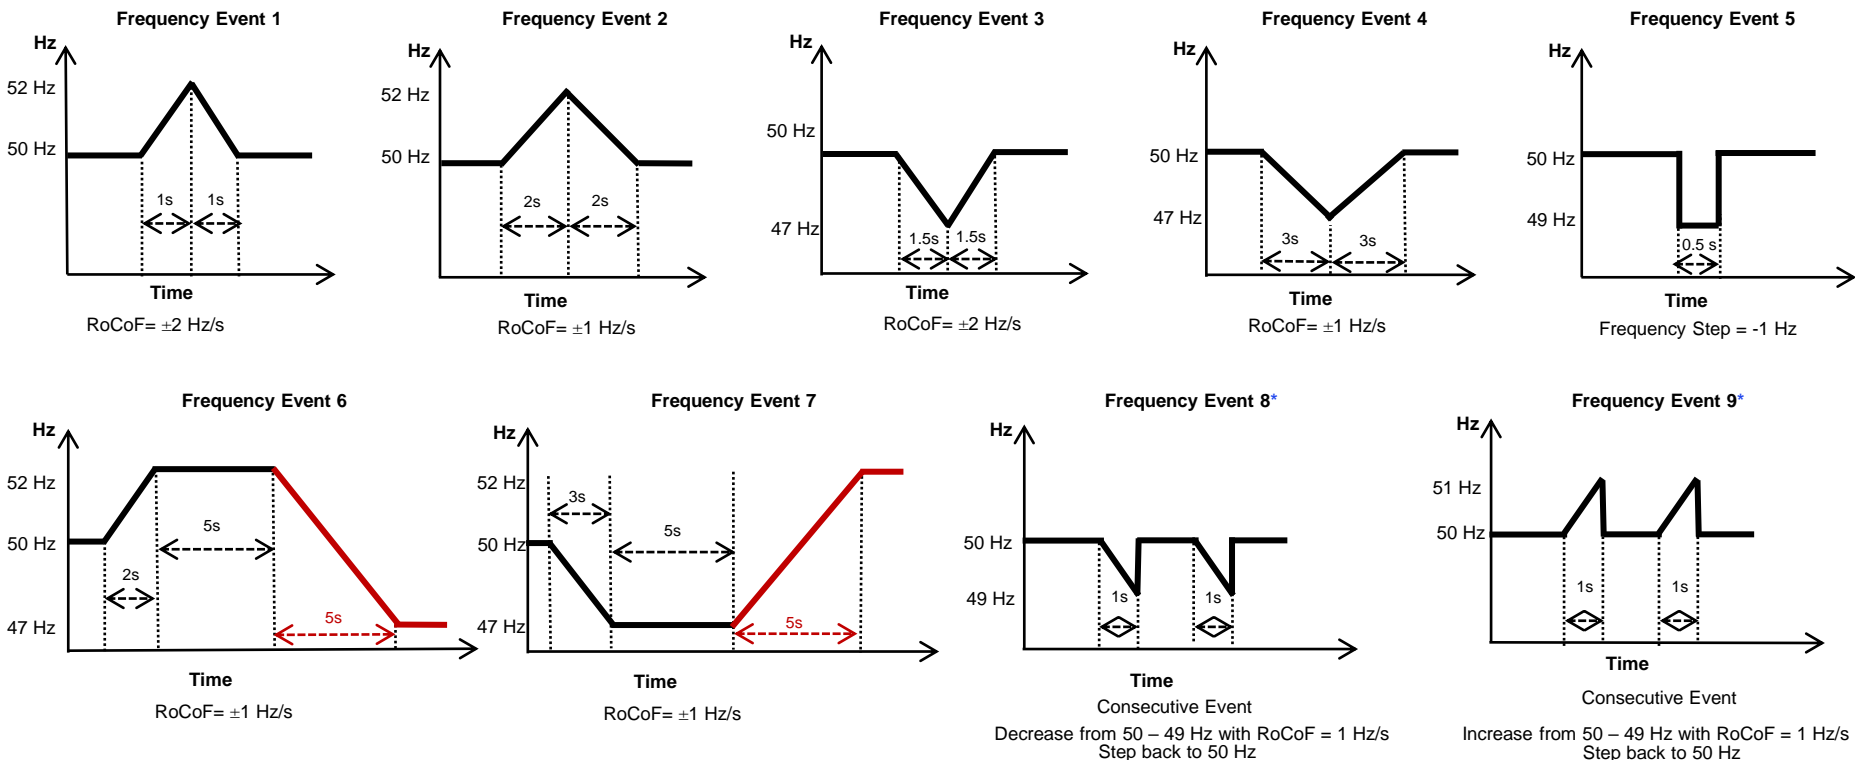 Frequency Event 1
Hz
52 Hz
50 Hz
1s
1s
Time
RoCoF= ±2 Hz/s
Frequency Event 2
Hz
52 Hz
50 Hz
2s
2s
Time
RoCoF= ±1 Hz/s
Frequency Event 3
Hz
50 Hz
47 Hz
1.5s
1.5s
Time
RoCoF= ±2 Hz/s
Frequency Event 4
Hz
50 Hz
47 Hz
3s
3s
Time
RoCoF= ±1 Hz/s
Frequency Event 5
Hz
50 Hz
49 Hz
0.5 s
Time
Frequency Step = -1 Hz
Frequency Event 6
Hz
52 Hz
50 Hz
47 Hz
5s
2s
5s
Time
RoCoF= ±1 Hz/s
Frequency Event 7
Hz
52 Hz
50 Hz
47 Hz
3s
5s
5s
Time
RoCoF= ±1 Hz/s
Frequency Event 8*
Hz
50 Hz
49 Hz
1s
1s
Time
Consecutive Event
Decrease from 50 – 49 Hz with RoCoF = 1 Hz/s
Step back to 50 Hz
Frequency Event 9*
Hz
51 Hz
50 Hz
1s
1s
Time
Consecutive Event
Increase from 50 – 49 Hz with RoCoF = 1 Hz/s
Step back to 50 Hz